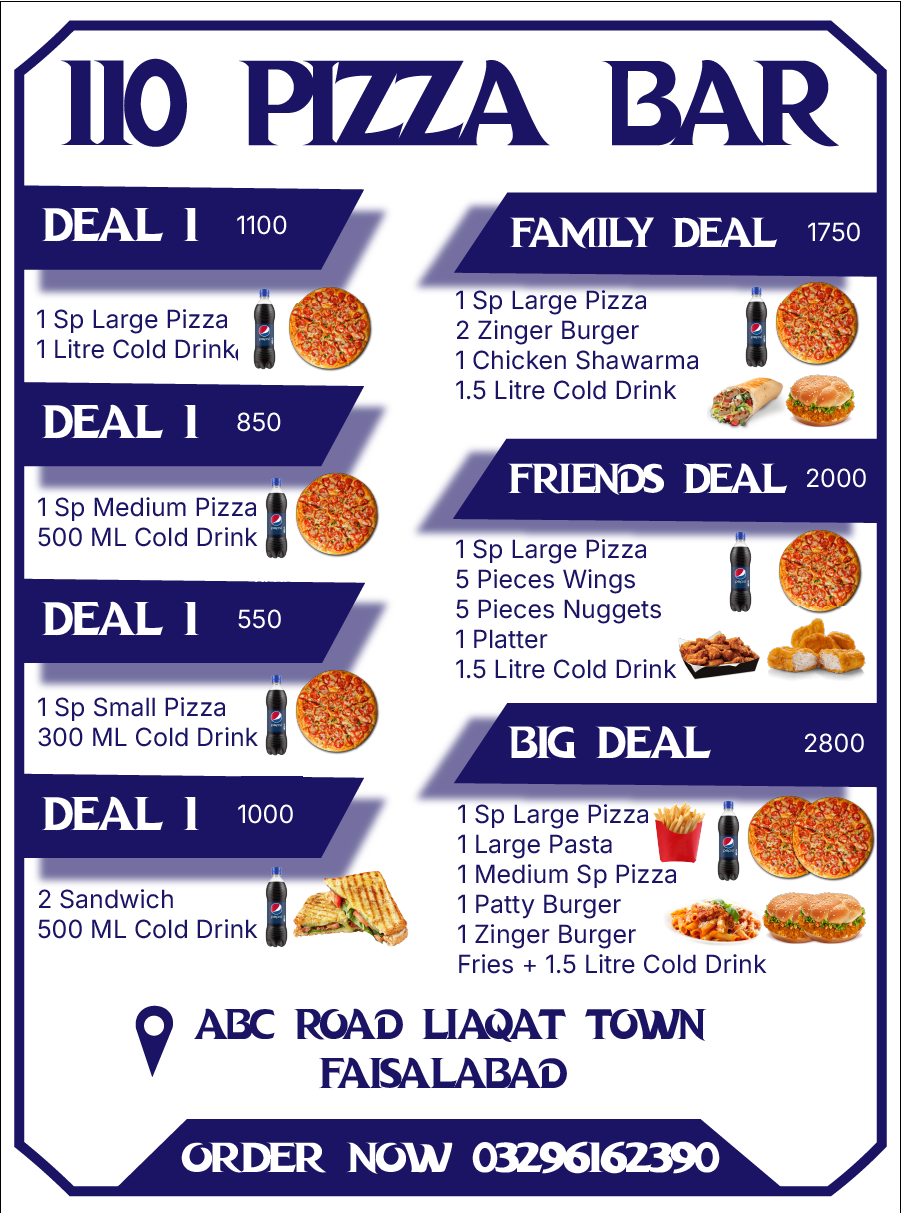 110 PIZZA BAR
DEAL 1 1100
1 Sp Large Pizza
1 Litre Cold Drink
DEAL 1 850
1 Sp Medium Pizza
500 ML Cold Drink
DEAL 1 550
1 Sp Small Pizza
300 ML Cold Drink
DEAL 1 1000
2 Sandwich
500 ML Cold Drink
FAMILY DEAL 1750
1 Sp Large Pizza
2 Zinger Burger
1 Chicken Shawarma
1.5 Litre Cold Drink
FRIENDS DEAL 2000
1 Sp Large Pizza
5 Pieces Wings
5 Pieces Nuggets
1 Platter
1.5 Litre Cold Drink
BIG DEAL 2800
1 Sp Large Pizza
1 Large Pasta
1 Medium Sp Pizza
1 Patty Burger
1 Zinger Burger
Fries + 1.5 Litre Cold Drink
ABC ROAD LIAQAT TOWN
FAISALABAD
ORDER NOW 03296162390